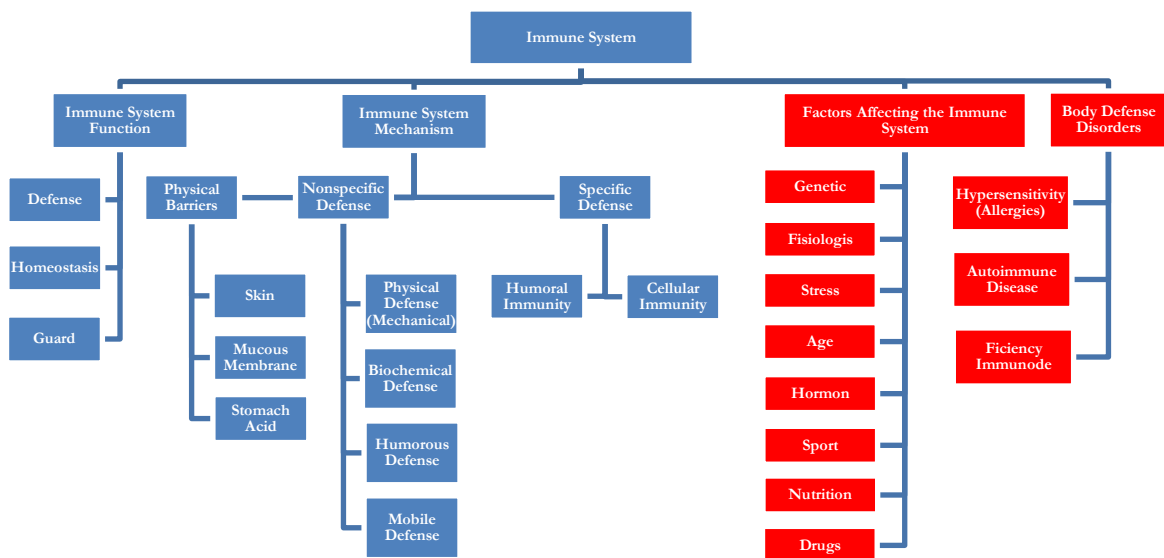 Immune System
Immune System
Function
Immune System
Mechanism
Factors Affecting the Immune
System
Body Defense
Disorders
Defense
Homeostasis
Guard
Physical
Barriers
Nonspecific
Defense
Specific
Defense
Skin
Mucous
Membrane
Stomach
Acid
Physical
Defense
(Mechanical)
Biochemical
Defense
Humorous
Defense
Mobile
Defense
Humoral
Immunity
Cellular
Immunity
Genetic
Fisiologis
Stress
Age
Hormon
Sport
Nutrition
Drugs
Hypersensitivity
(Allergies)
Autoimmune
Disease
Ficiency
Immunode